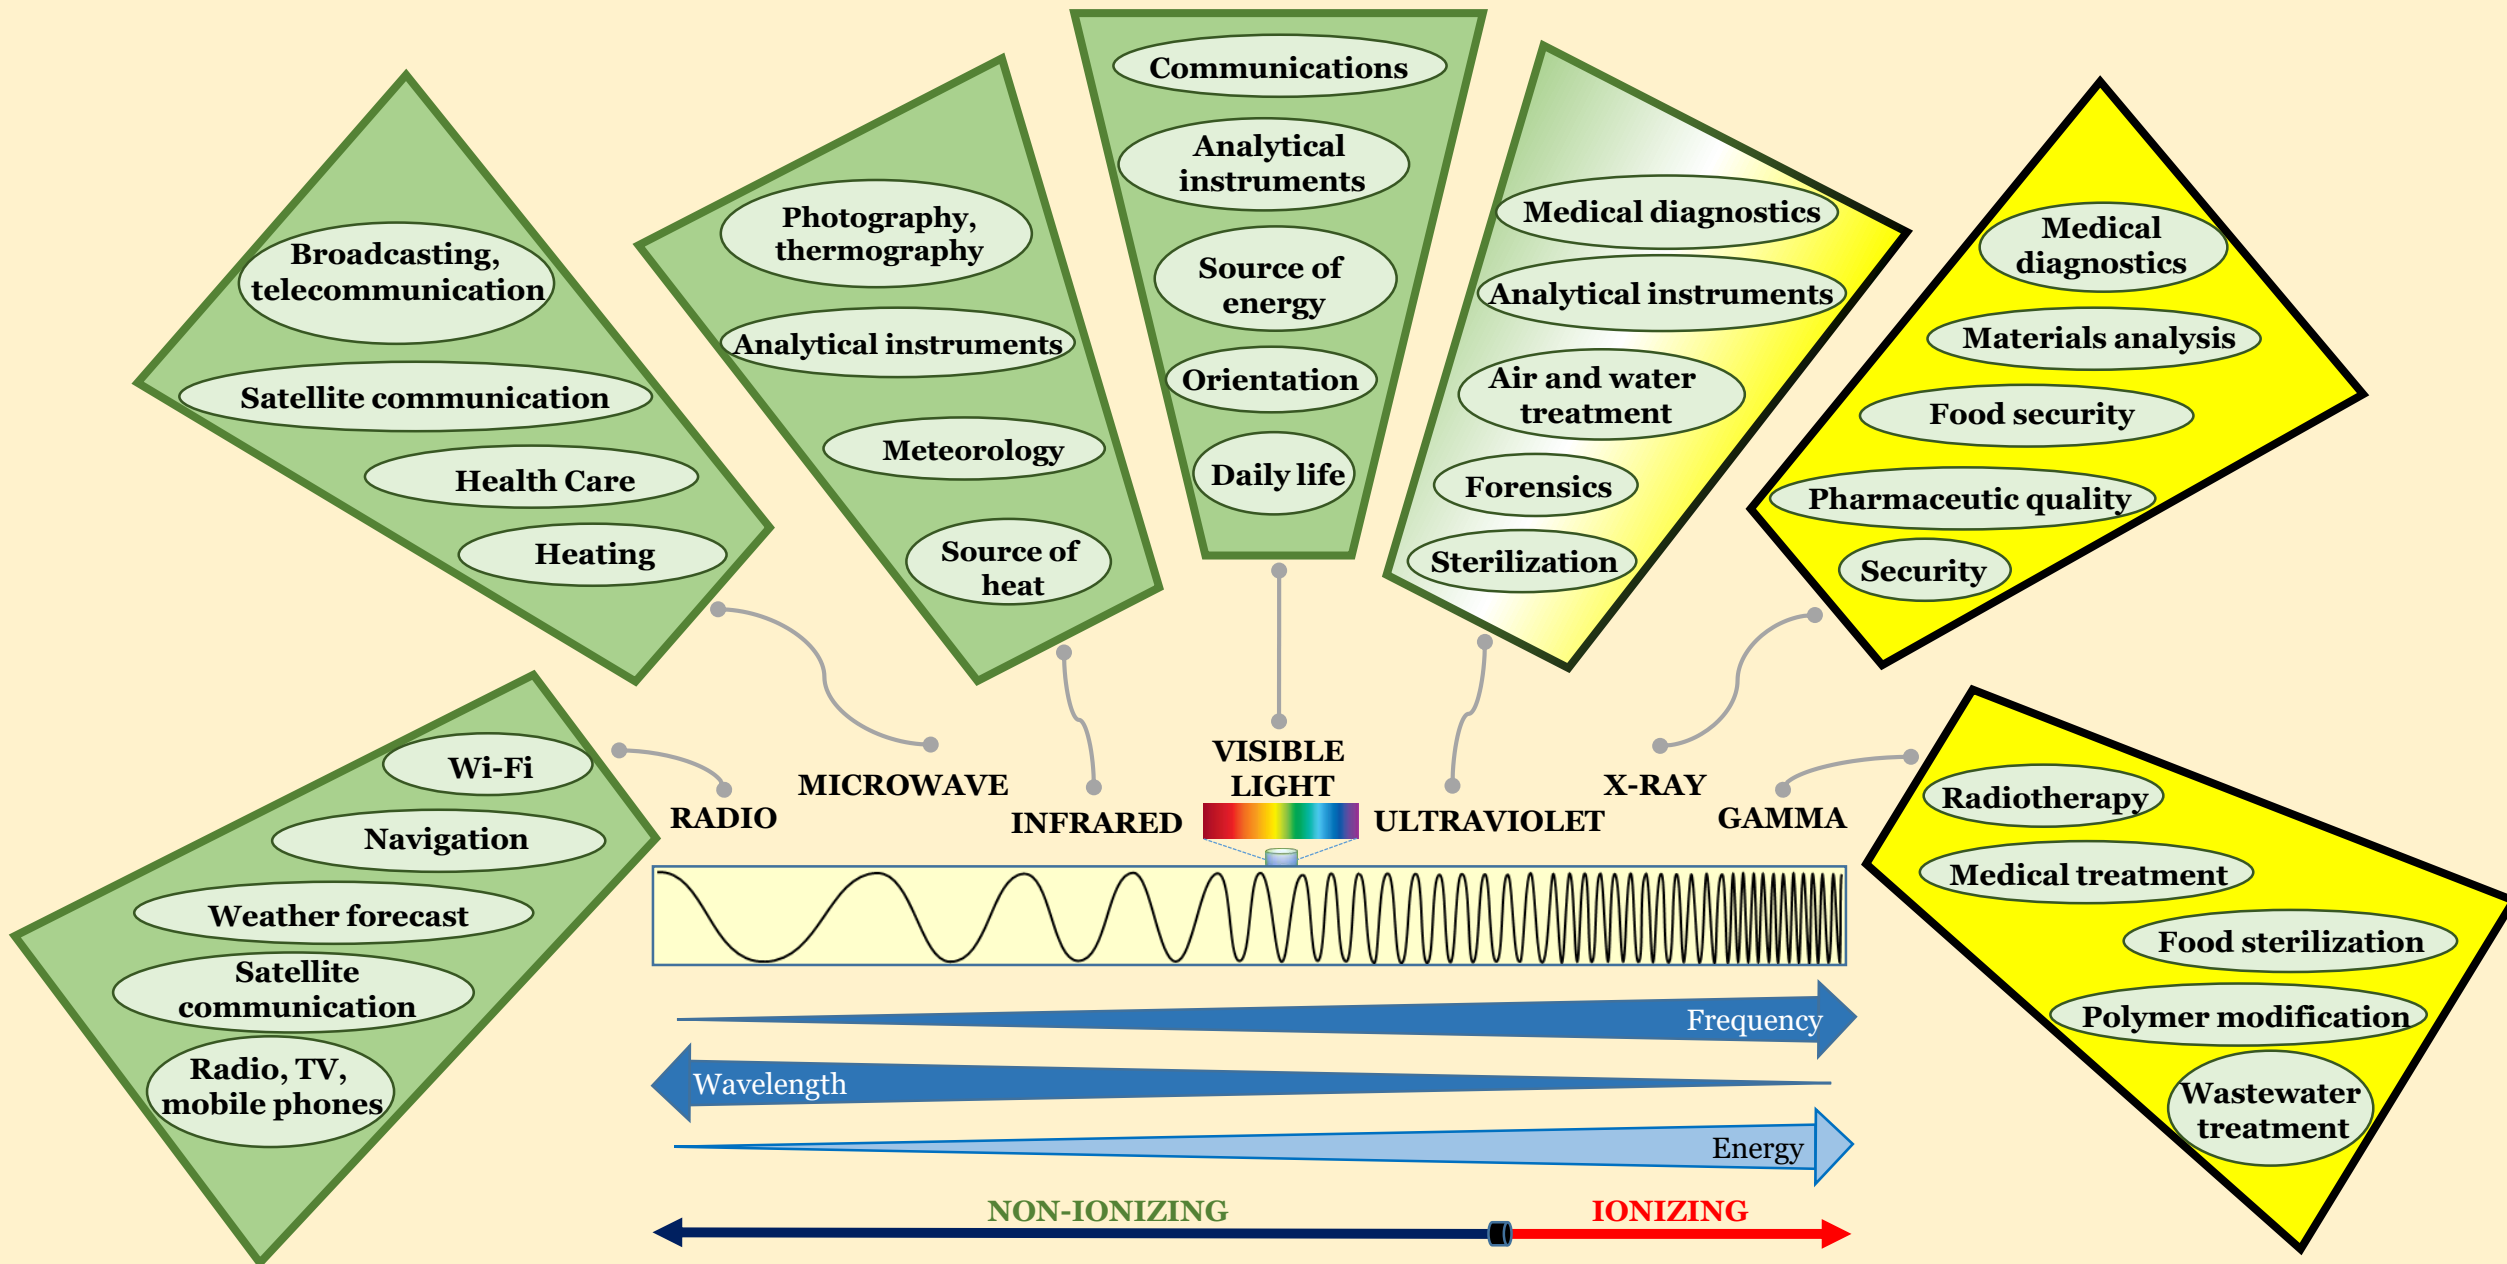 Communications
Analytical
instruments
Source of
energy
Orientation
Daily life
Photography,
thermography
Analytical instruments
Meteorology
Source of
heat
Broadcasting,
telecommunication
Satellite communication
Health Care
Heating
Wi-Fi
Navigation
Weather forecast
Satellite
communication
Radio, TV,
mobile phones
Medical diagnostics
Analytical instruments
Air and water
treatment
Forensics
Sterilization
Medical
diagnostics
Materials analysis
Food security
Pharmaceutic quality
Security
Radiotherapy
Medical treatment
Food sterilization
Polymer modification
Wastewater
treatment
RADIO
MICROWAVE
INFRARED
VISIBLE
LIGHT
ULTRAVIOLET
X-RAY
GAMMA
Frequency
Wavelength
Energy
NON-IONIZING
IONIZING